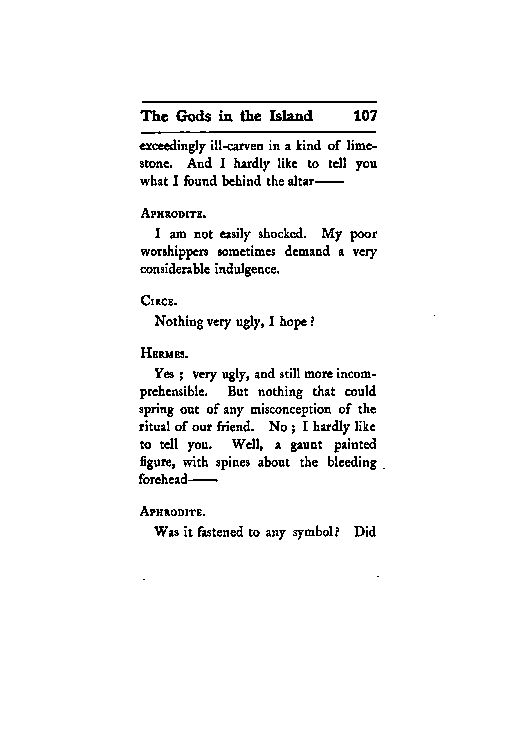 The Gods in the Island 107
exceedingly ill-carven in a kind of lime-
stone. And I hardly like to tell you
what I found behind the altar——
APHRODITE.
I am not easily shocked. My poor
worshippers sometimes demand a very
considerable indulgence.
CIRCE.
Nothing very ugly, I hope?
HERMES.
Yes; very ugly, and still more incom-
prehensible. But nothing that could
spring out of any misconception of the
ritual of our friend. No; I hardly like
to tell you. Well, a gaunt painted
figure, with spines about the bleeding
forehead——
APHRODITE.
Was it fastened to any symbol? Did